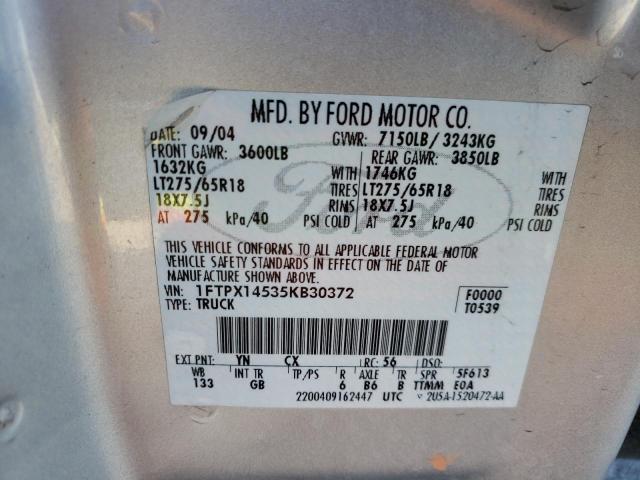 MFD. BY FORD MOTOR CO.
DATE: 09/04 GVWR: 7150LB/ 3243KG
FRONT GAWR: 3600LB REAR GAWR: 3850LB
1632KG WITH 1746KG WITH
LT275/65R18 TIRES LT275/65R18 TIRES
18X7.5J RIMS 18X7.5J RIMS
AT 275 kPa/40 PSI COLD AT 275 kPa/40 PSI COLD
Ford
THIS VEHICLE CONFORMS TO ALL APPLICABLE FEDERAL MOTOR
VEHICLE SAFETY STANDARDS IN EFFECT ON THE DATE OF
MANUFACTURE SHOWN ABOVE.
VIN: 1FTPX14535KB30372 F0000
TYPE: TRUCK T0539
EXT PNT: YN CX RC: 56 DSO:
WB INT TR TP/PS R AXLE TR SPR 5F613
133 GB 6 B6 B TTMM EOA
2200409162447 UTC 2U5A-1520472-AA